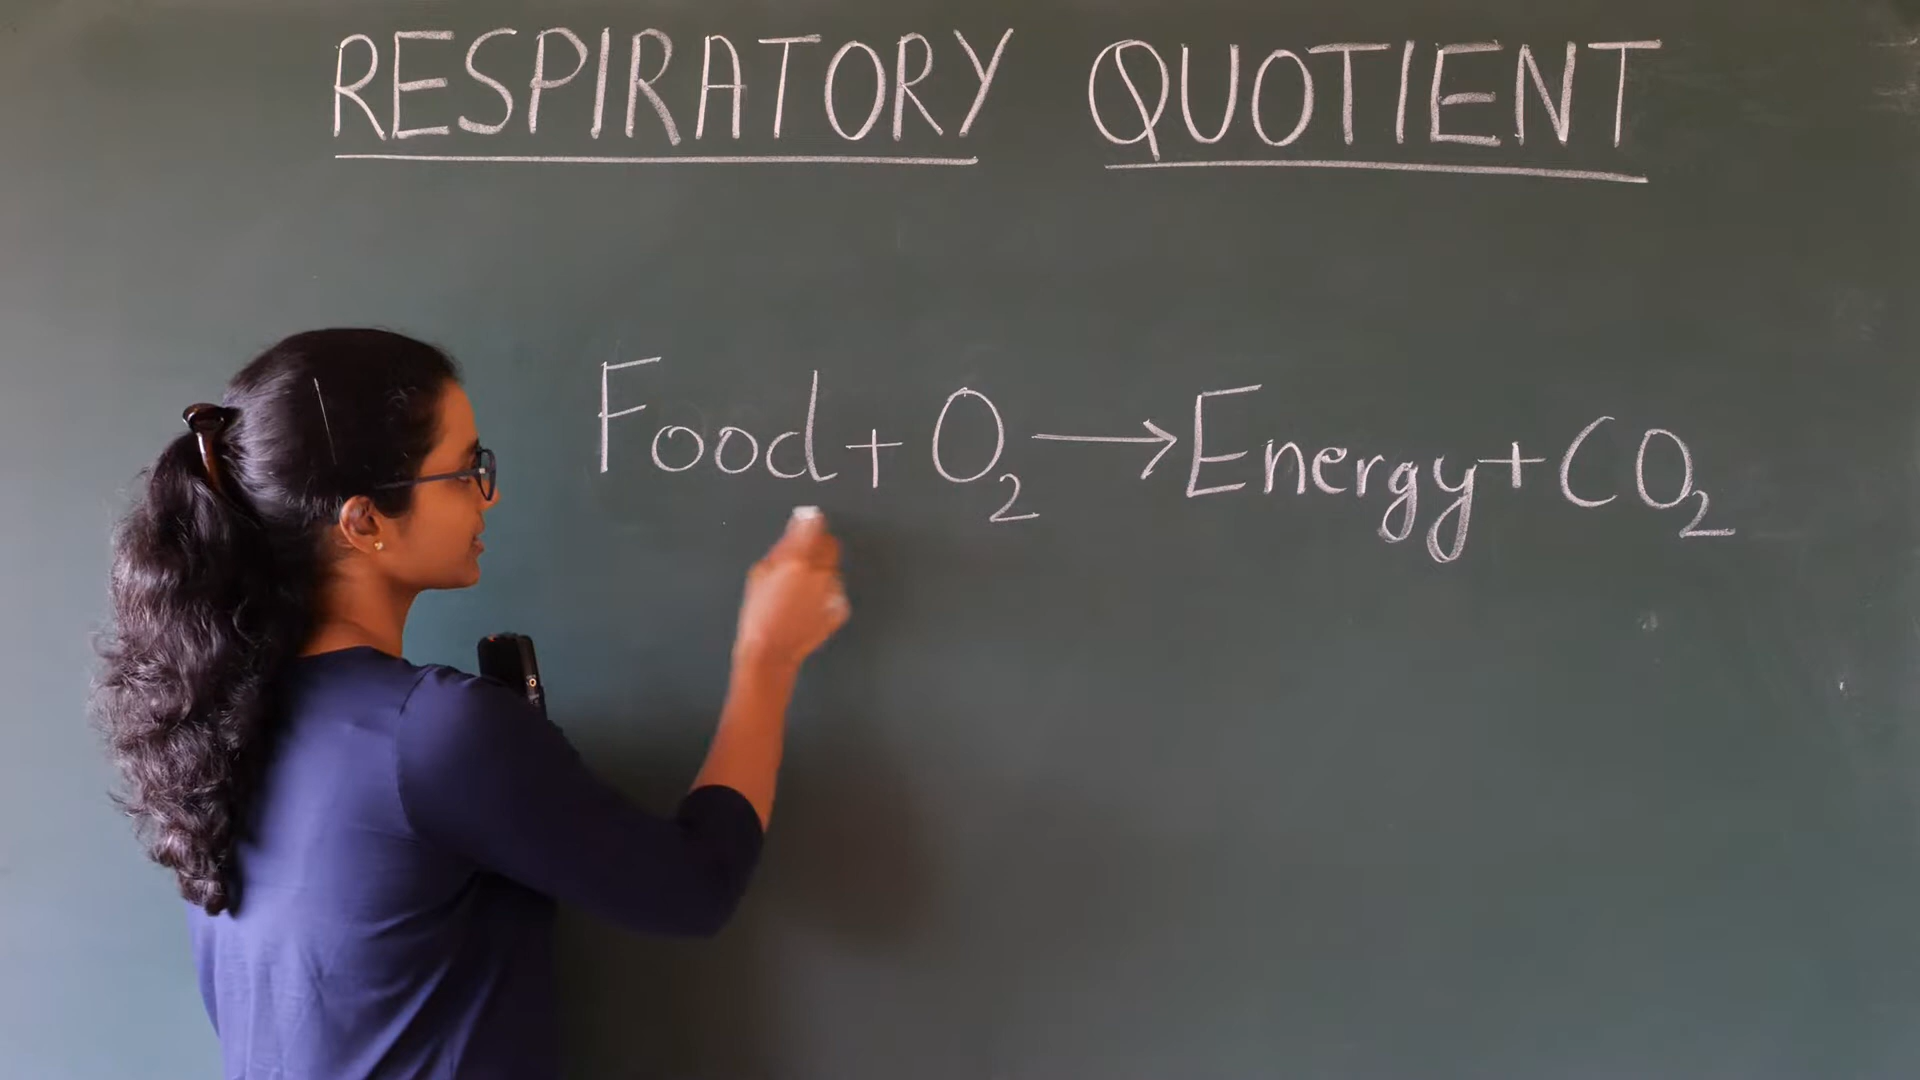 RESPIRATORY QUOTIENT
Food + O₂ → Energy + CO₂